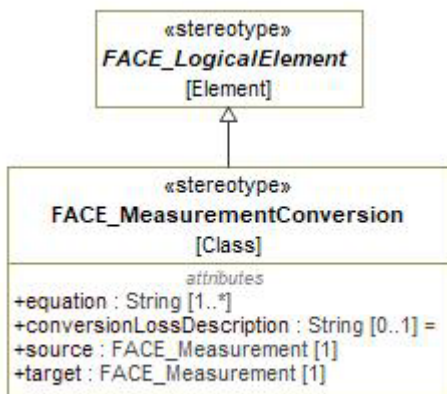 «stereotype»
FACE_LogicalElement
[Element]
«stereotype»
FACE_MeasurementConversion
[Class]
attributes
+equation : String [1..*]
+conversionLossDescription : String [0..1] =
+source : FACE_Measurement [1]
+target : FACE_Measurement [1]